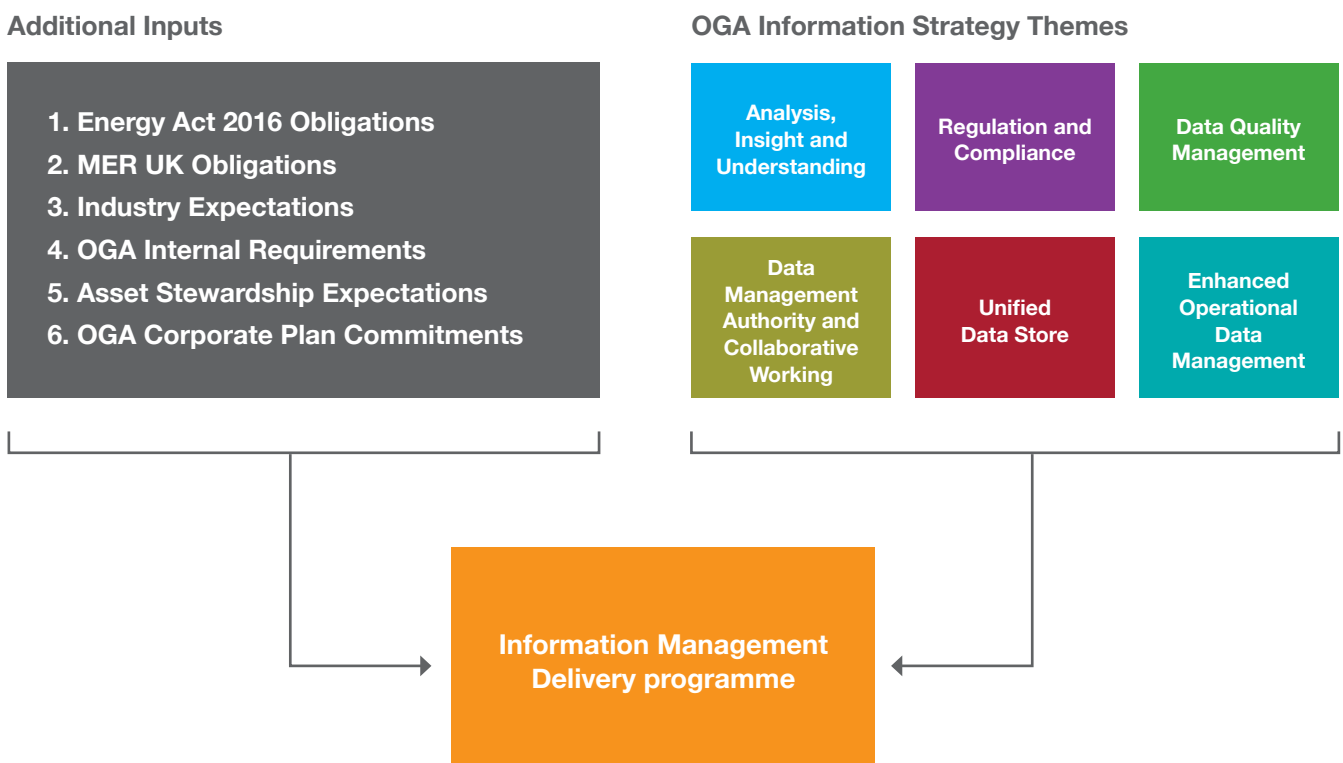 Additional Inputs
1. Energy Act 2016 Obligations
2. MER UK Obligations
3. Industry Expectations
4. OGA Internal Requirements
5. Asset Stewardship Expectations
6. OGA Corporate Plan Commitments
OGA Information Strategy Themes
Analysis,
Insight and
Understanding
Regulation and
Compliance
Data Quality
Management
Data
Management
Authority and
Collaborative
Working
Unified
Data Store
Enhanced
Operational
Data
Management
Information Management
Delivery programme